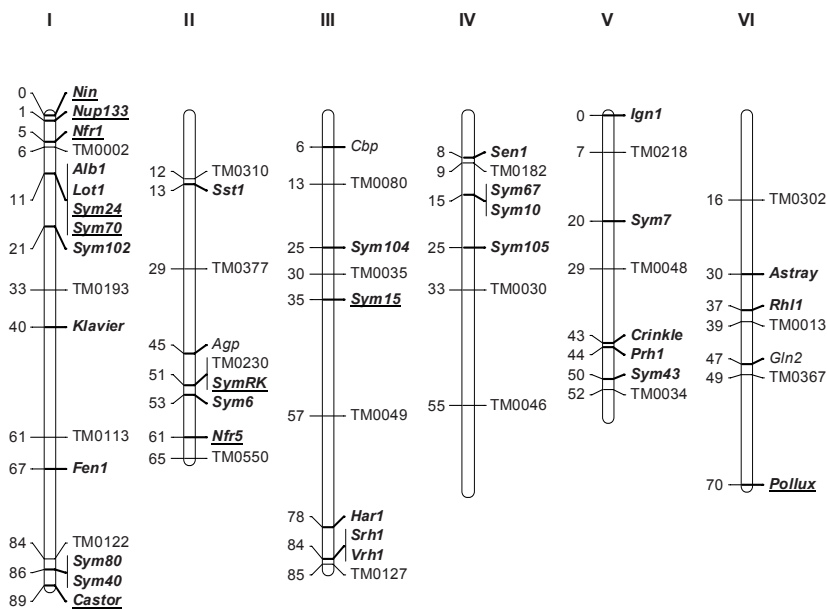 I
II
III
IV
V
VI
0 Nin
1 Nup133
5 Nfr1
6 TM0002
Alb1
Lot1
11 Sym24
Sym70
21 Sym102
33 TM0193
40 Klavier
61 TM0113
67 Fen1
84 TM0122
Sym80
86 Sym40
89 Castor
12 TM0310
13 Sst1
29 TM0377
45 Agp
TM0230
51 SymRK
53 Sym6
61 Nfr5
65 TM0550
6 Cbp
13 TM0080
25 Sym104
30 TM0035
35 Sym15
57 TM0049
78 Har1
Srh1
84 Vrh1
85 TM0127
8 Sen1
9 TM0182
Sym67
15 Sym10
25 Sym105
33 TM0030
55 TM0046
0 Ign1
7 TM0218
20 Sym7
29 TM0048
43 Crinkle
44 Prh1
50 Sym43
52 TM0034
16 TM0302
30 Astray
37 Rhl1
39 TM0013
47 Gln2
49 TM0367
70 Pollux